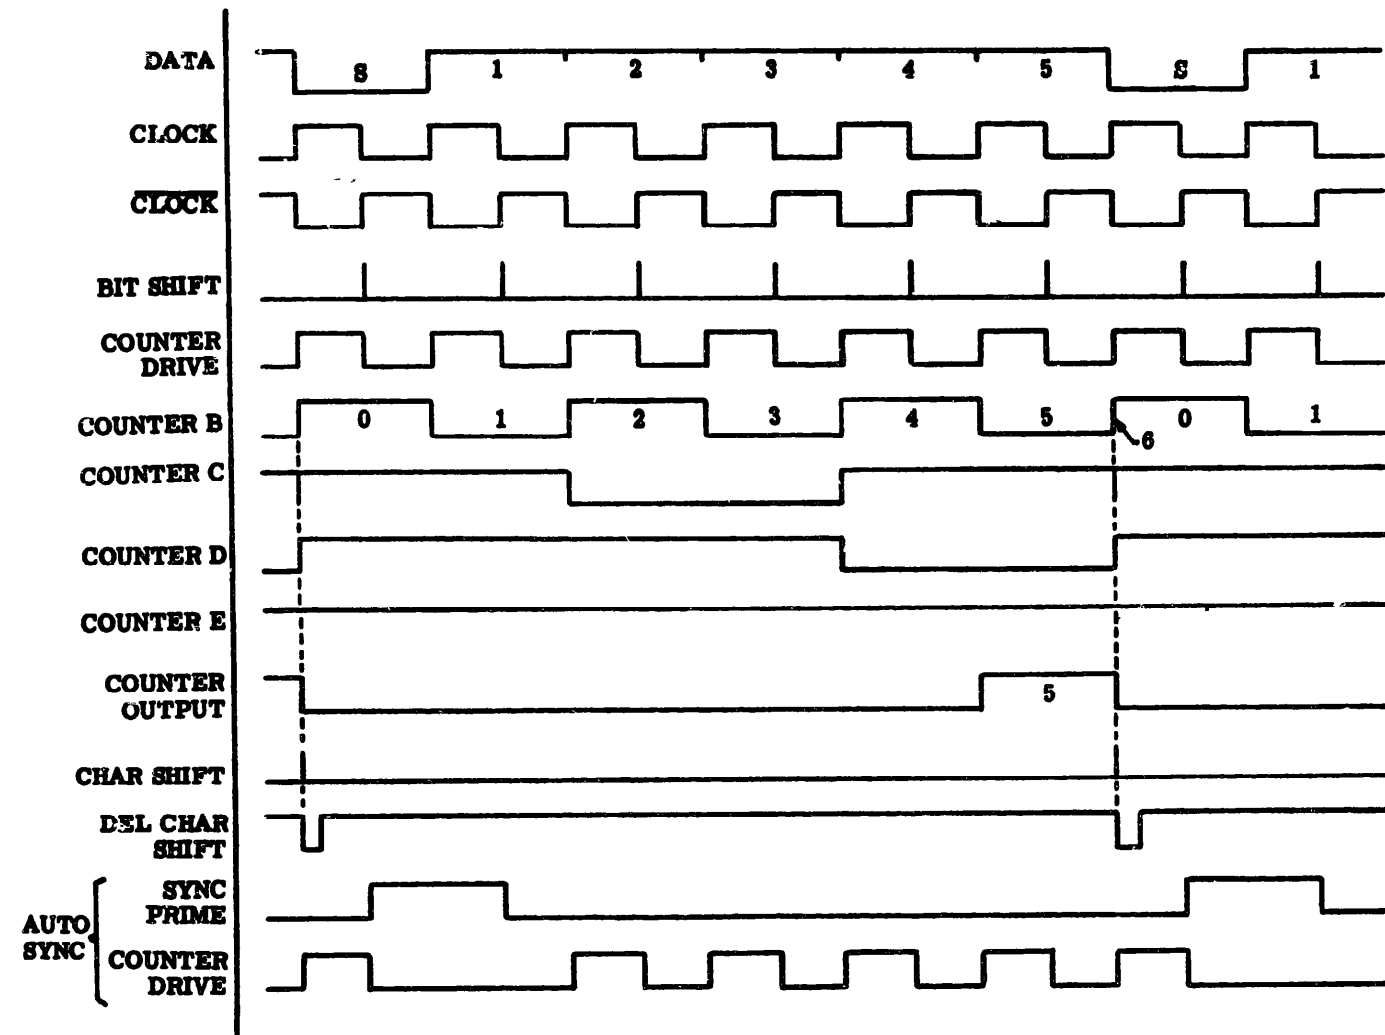 DATA
S 1 2 3 4 5 S 1
CLOCK
CLOCK
BIT SHIFT
COUNTER
DRIVE
COUNTER B
0 1 2 3 4 5 6 0 1
COUNTER C
COUNTER D
COUNTER E
COUNTER
OUTPUT
5
CHAR SHIFT
DEL CHAR
SHIFT
AUTO
SYNC
SYNC
PRIME
COUNTER
DRIVE